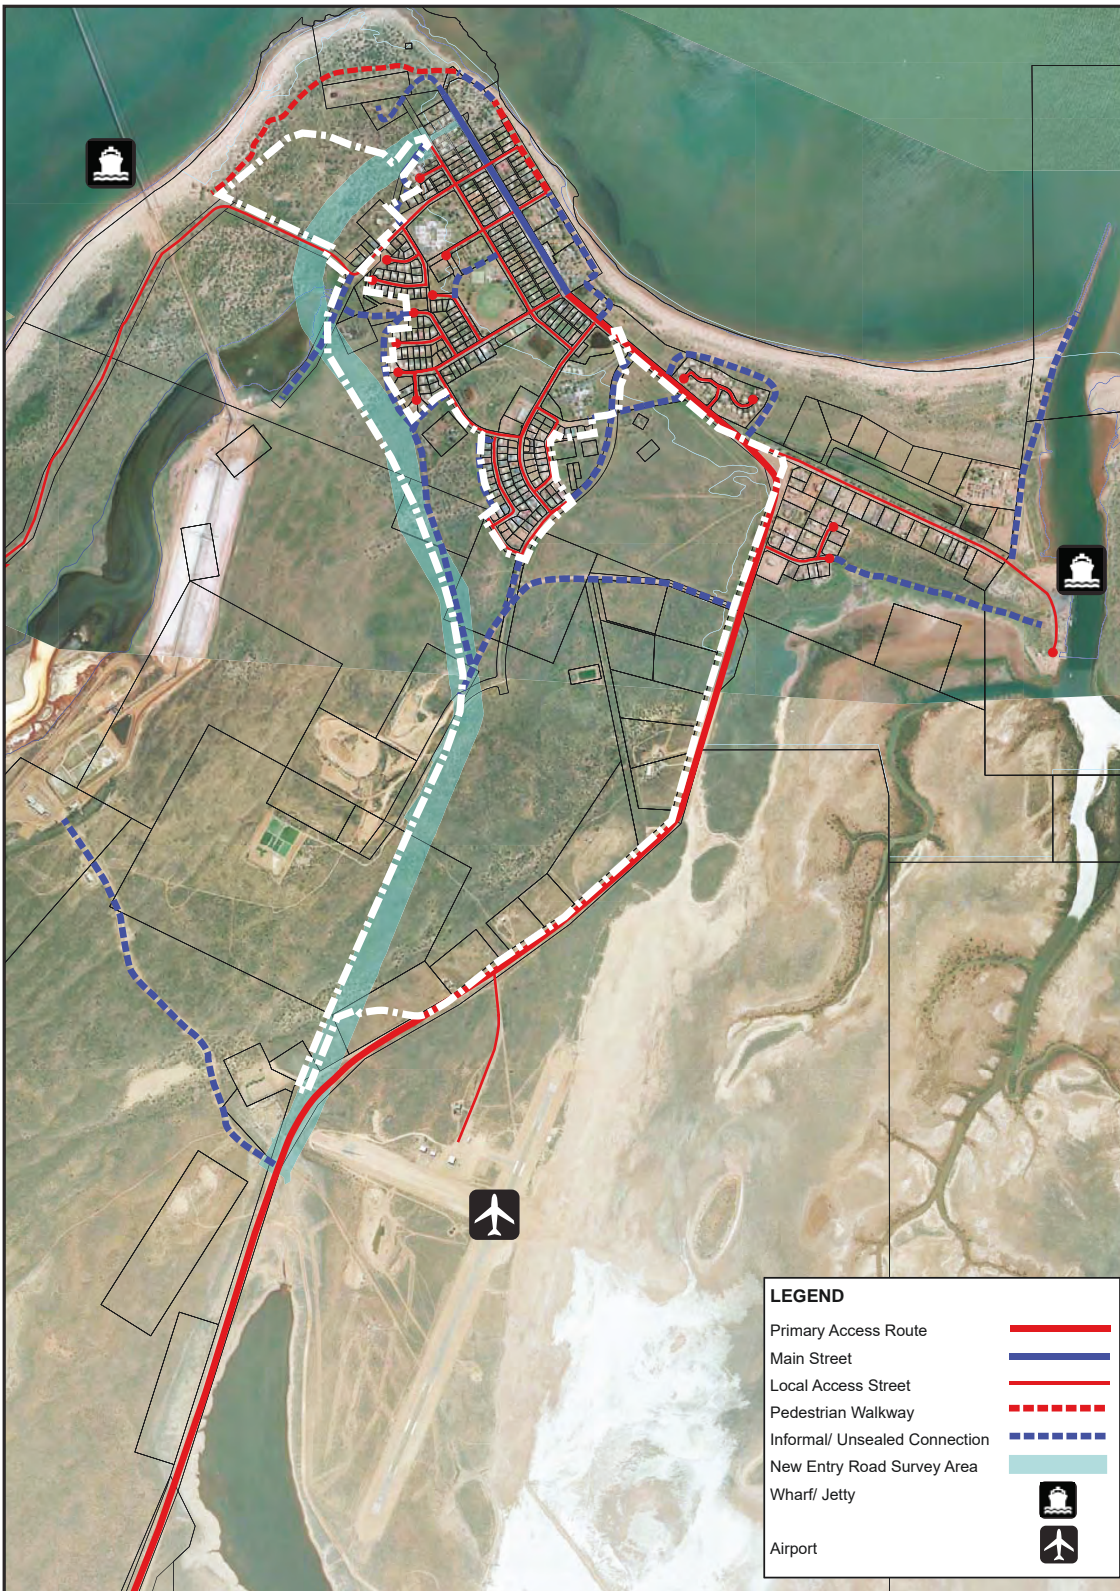 LEGEND
Primary Access Route
Main Street
Local Access Street
Pedestrian Walkway
Informal/ Unsealed Connection
New Entry Road Survey Area
Wharf/ Jetty
Airport